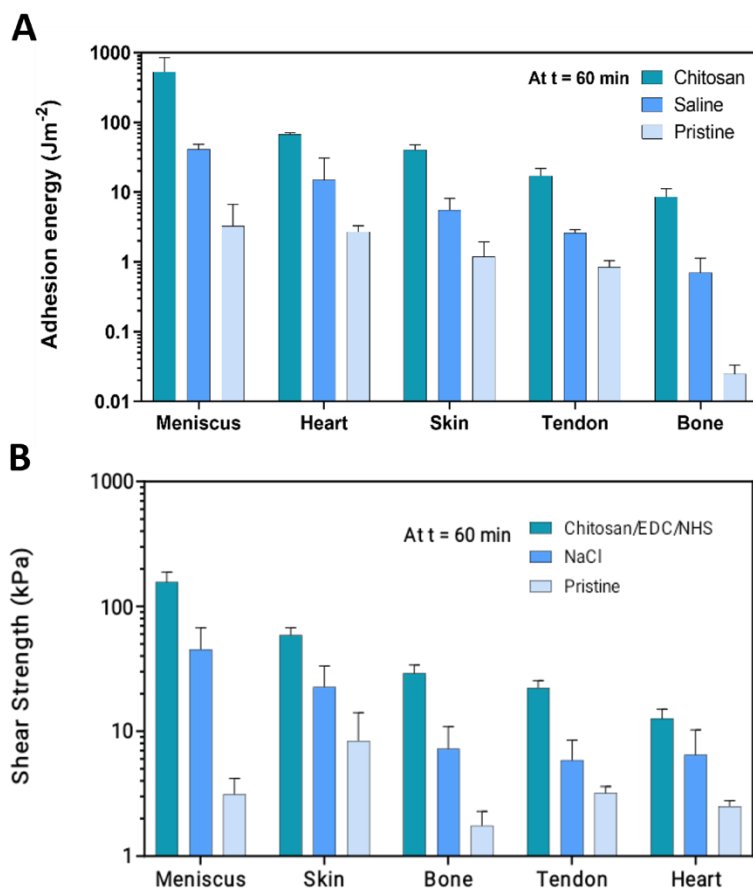 A
Adhesion energy (Jm⁻²)
1000
100
10
1
0.1
0.01
At t = 60 min
Chitosan
Saline
Pristine
Meniscus Heart Skin Tendon Bone
B
Shear Strength (kPa)
1000
100
10
1
At t = 60 min
Chitosan/EDC/NHS
NaCl
Pristine
Meniscus Skin Bone Tendon Heart